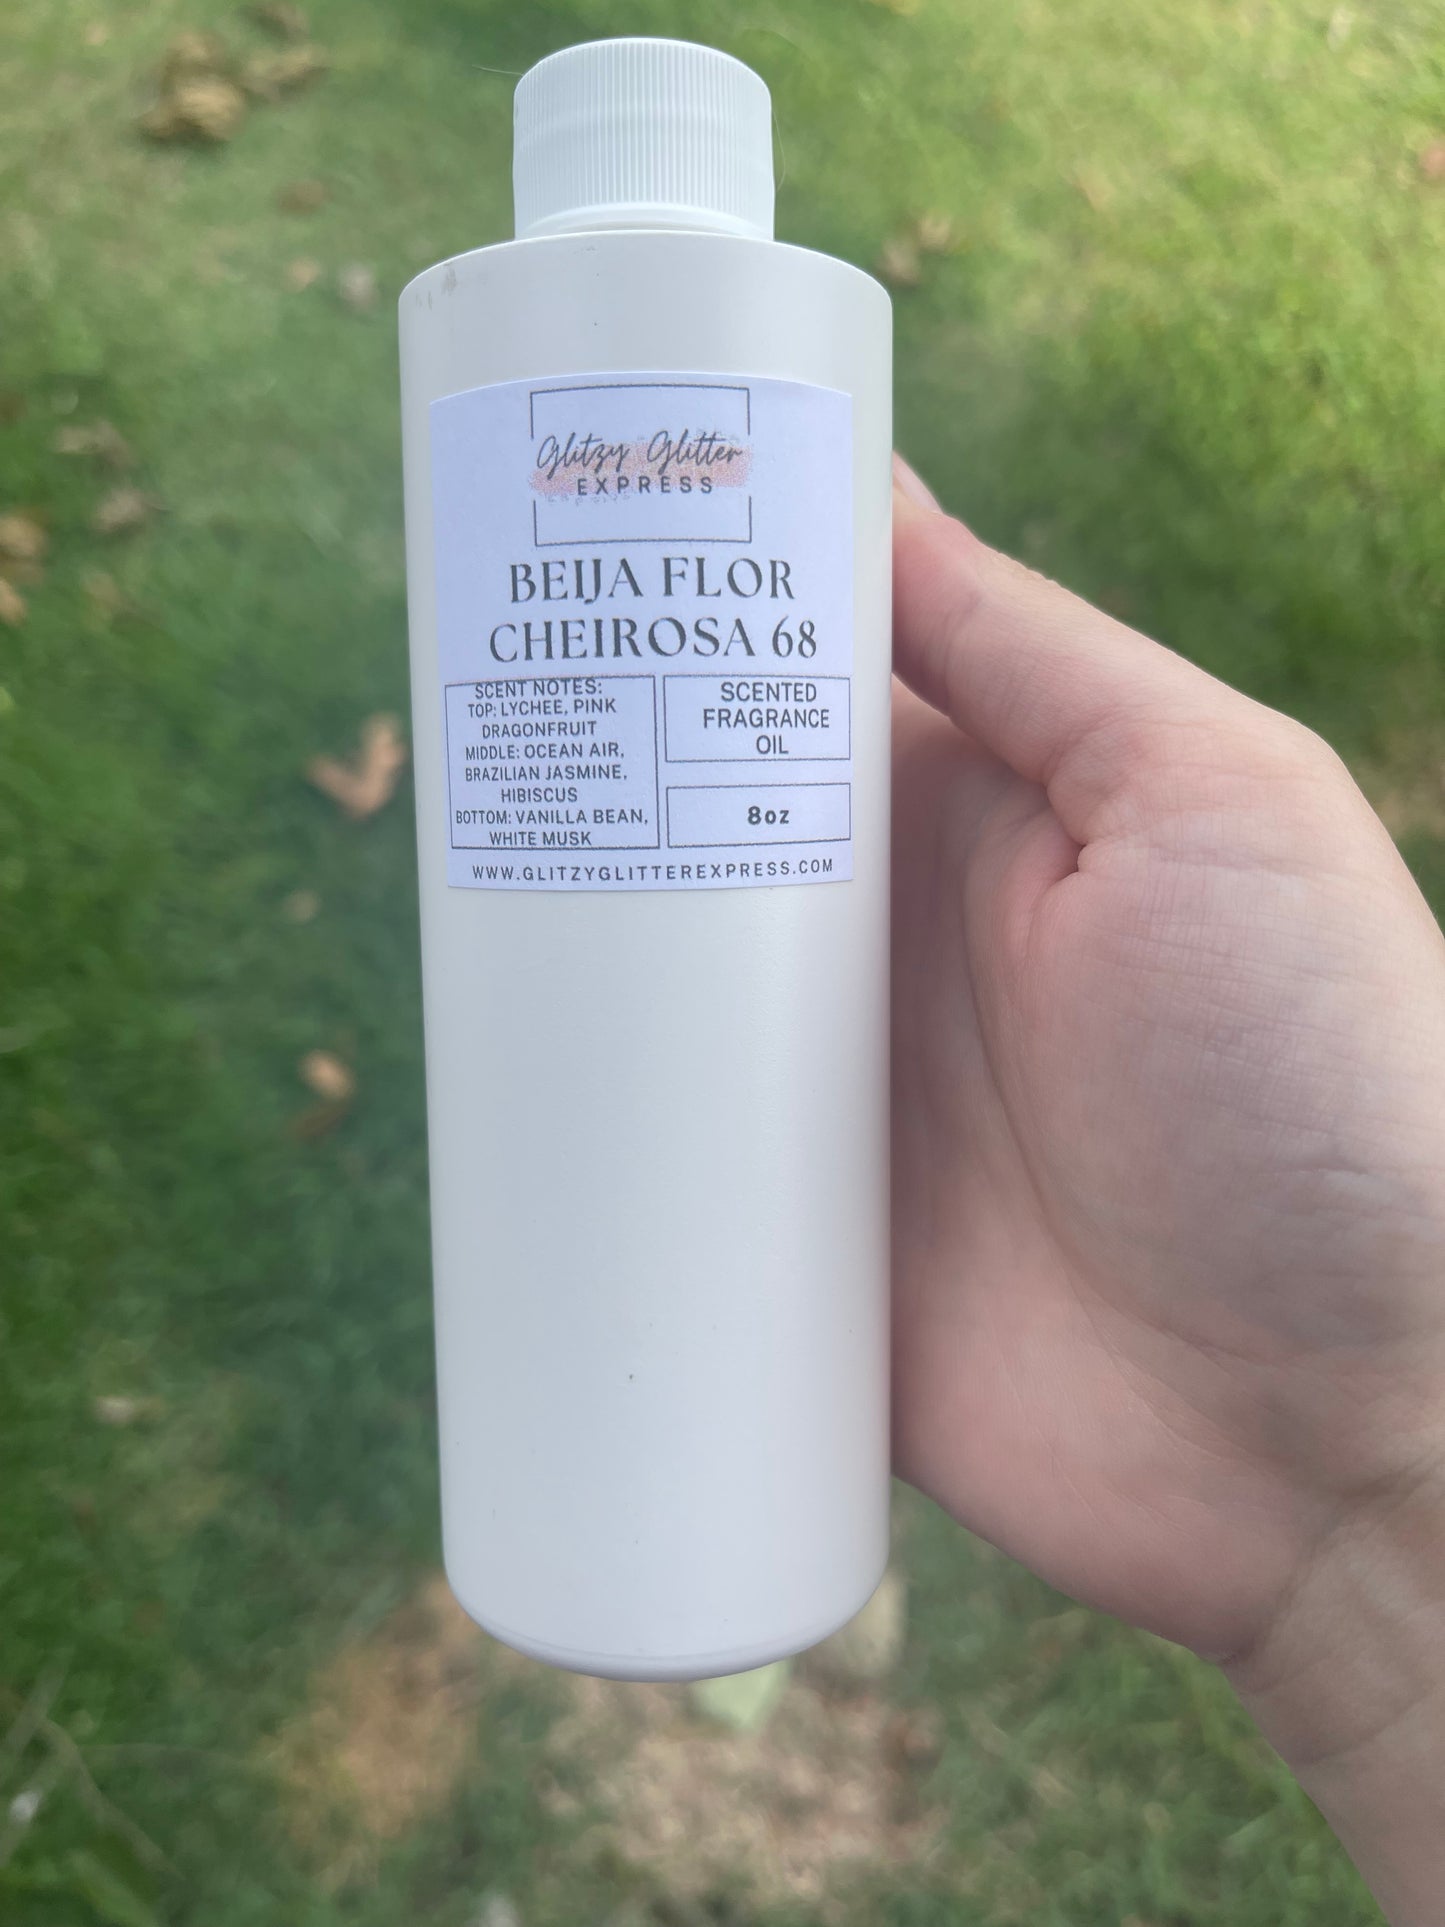 Glitzy Glitter
EXPRESS
BEIJA FLOR
CHEIROSA 68
SCENT NOTES:
TOP: LYCHEE, PINK
DRAGONFRUIT
MIDDLE: OCEAN AIR,
BRAZILIAN JASMINE,
HIBISCUS
BOTTOM: VANILLA BEAN,
WHITE MUSK
SCENTED
FRAGRANCE
OIL
8oz
WWW.GLITZYGLITTEREXPRESS.COM